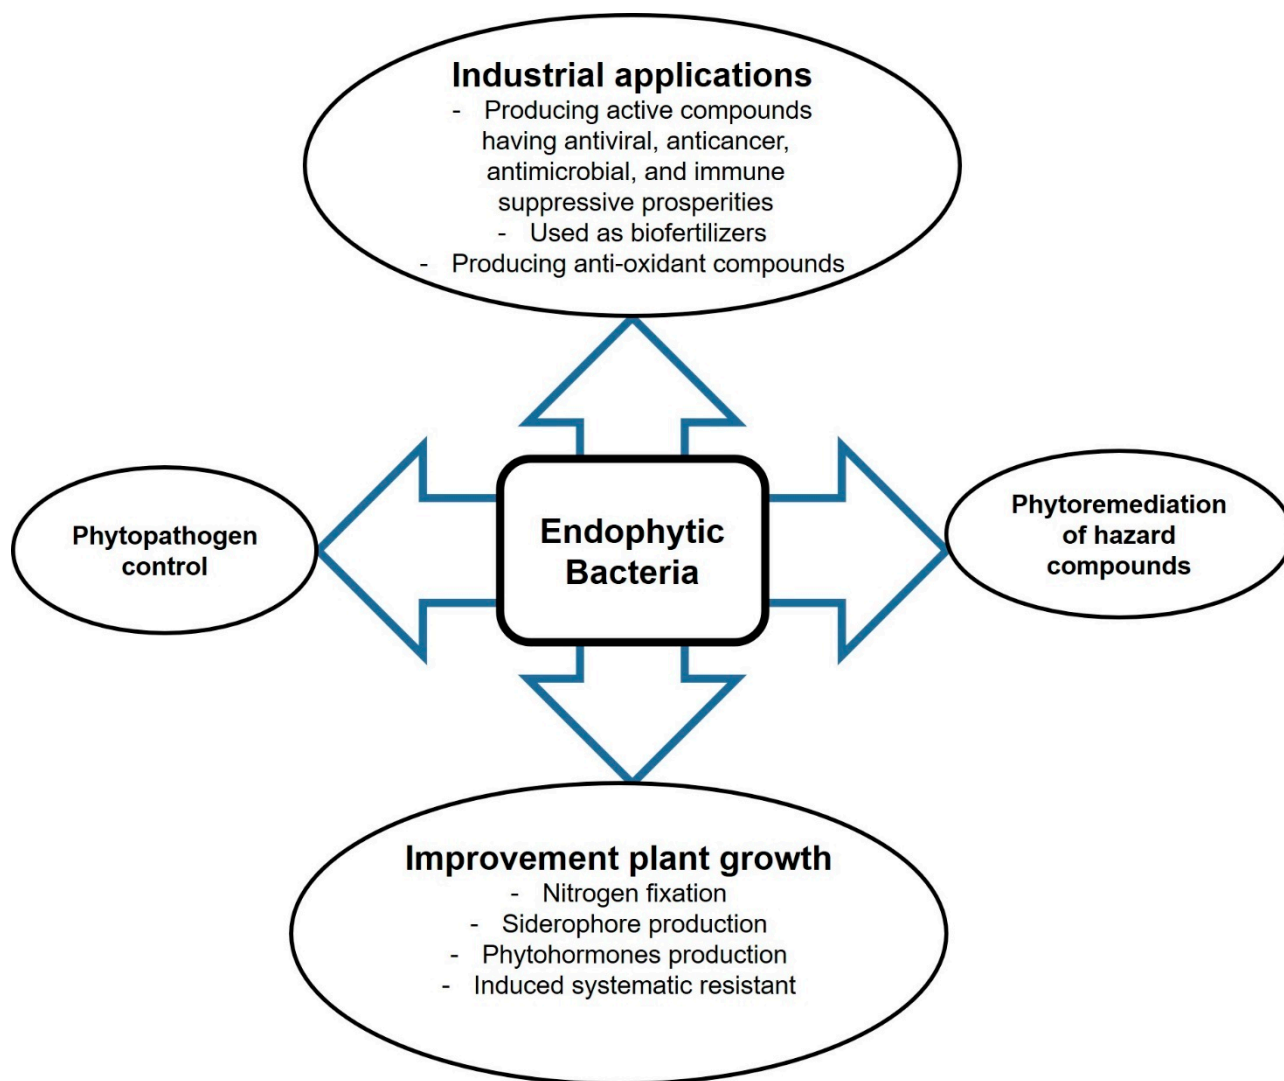 Industrial applications
- Producing active compounds
having antiviral, anticancer,
antimicrobial, and immune
suppressive prosperities
- Used as biofertilizers
- Producing anti-oxidant compounds
Phytopathogen
control
Endophytic
Bacteria
Phytoremediation
of hazard
compounds
Improvement plant growth
- Nitrogen fixation
- Siderophore production
- Phytohormones production
- Induced systematic resistant